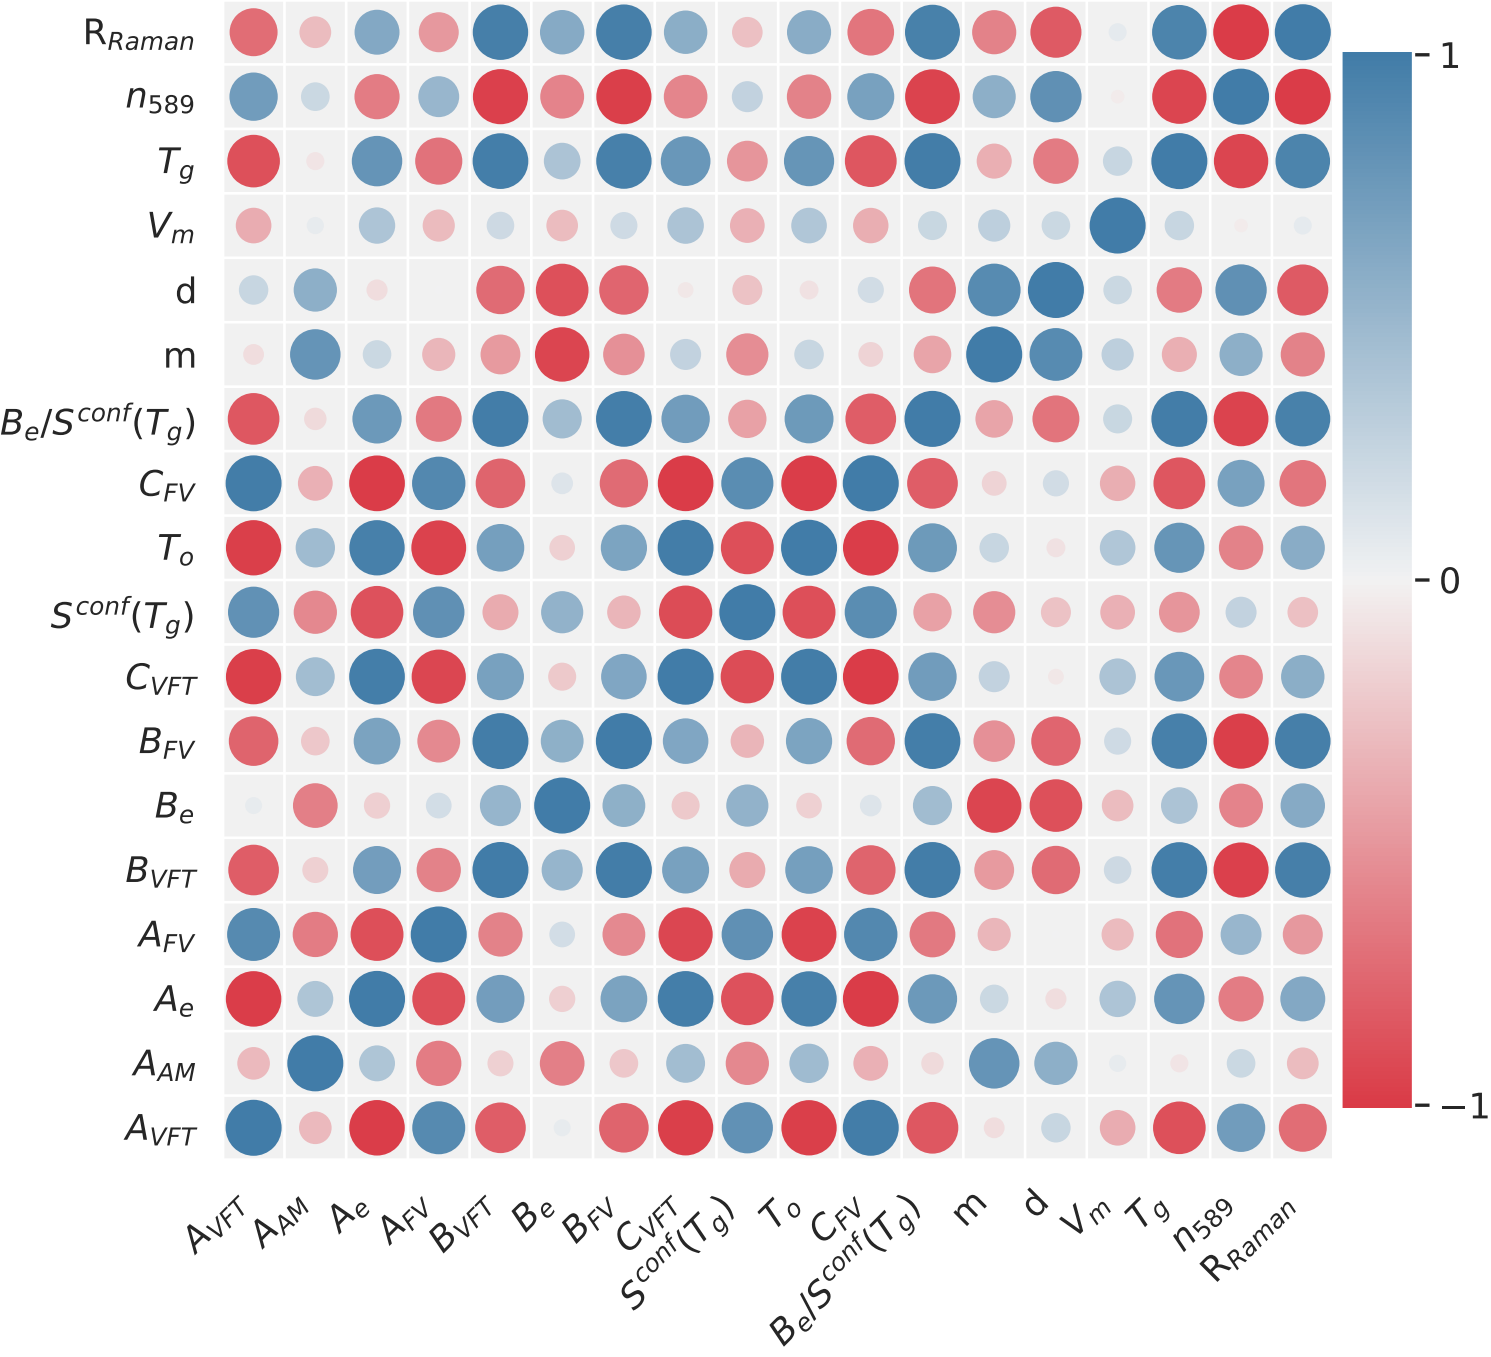 R_Raman
n_589
T_g
V_m
d
m
B_e/S^conf(T_g)
C_FV
T_o
S^conf(T_g)
C_VFT
B_FV
B_e
B_VFT
A_FV
A_e
A_AM
A_VFT
A_VFT
A_AM
A_e
A_FV
B_VFT
B_e
B_FV
C_VFT
S^conf(T_g)
T_o
C_FV
B_e/S^conf(T_g)
m
d
V_m
T_g
n_589
R_Raman
1
0
−1